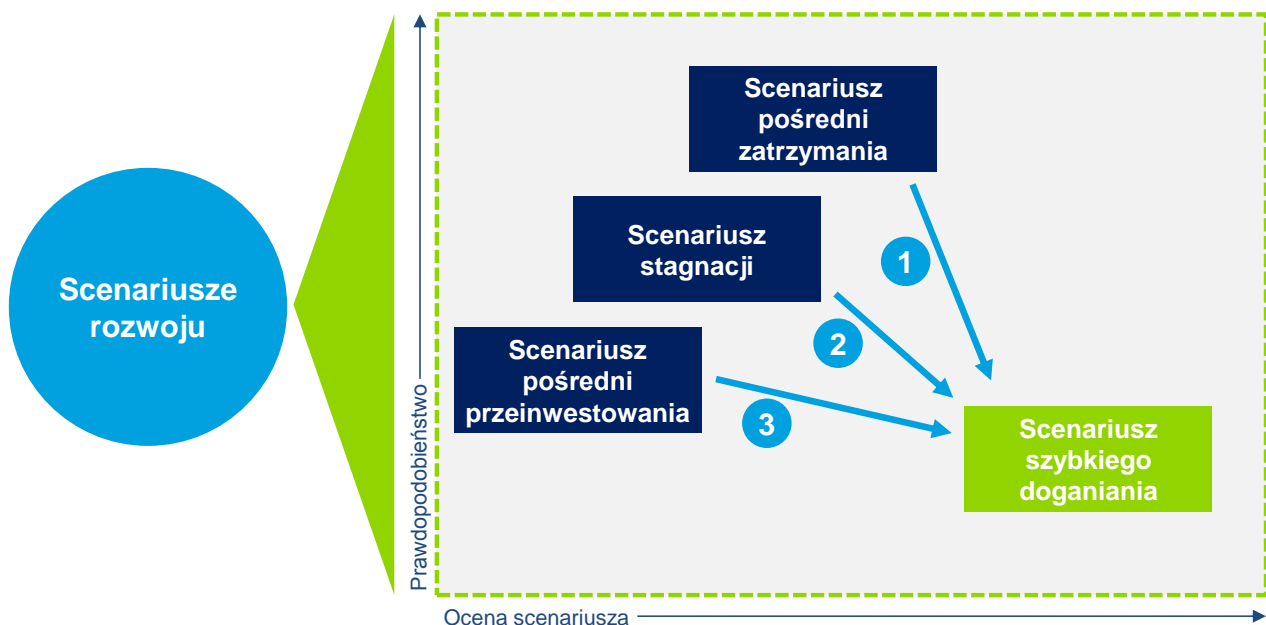 Scenariusze
rozwoju
Prawdopodobieństwo
Scenariusz
pośredni
zatrzymania
Scenariusz
stagnacji
Scenariusz
pośredni
przeinwestowania
1
2
3
Scenariusz
szybkiego
doganiania
Ocena scenariusza